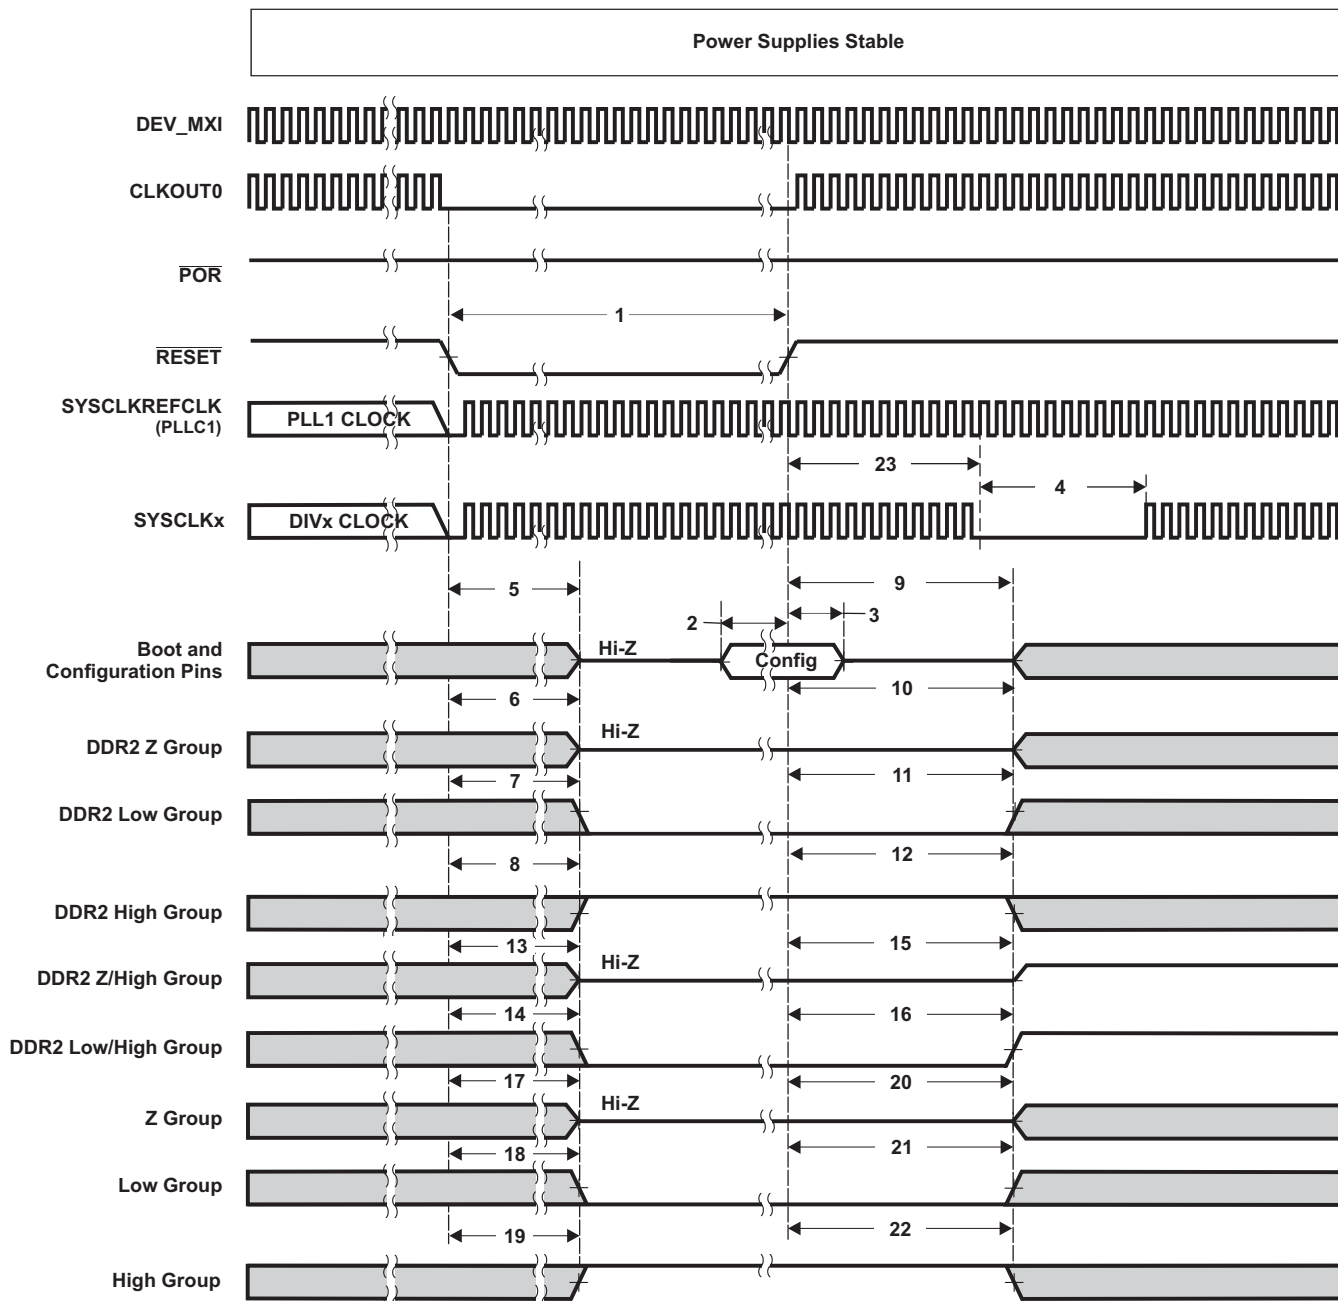 Power Supplies Stable
DEV_MXI
CLKOUT0
POR
1
RESET
SYSCLKREFCLK
(PLLC1)
PLL1 CLOCK
23
4
SYSCLKx
DIVx CLOCK
5
9
2
3
Boot and
Configuration Pins
Hi-Z
Config
6
10
DDR2 Z Group
Hi-Z
7
11
DDR2 Low Group
8
12
DDR2 High Group
13
15
DDR2 Z/High Group
Hi-Z
14
16
DDR2 Low/High Group
17
20
Z Group
Hi-Z
18
21
Low Group
19
22
High Group